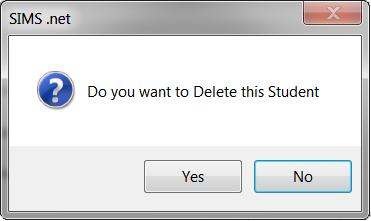 SIMS .net
Do you want to Delete this Student
Yes
No